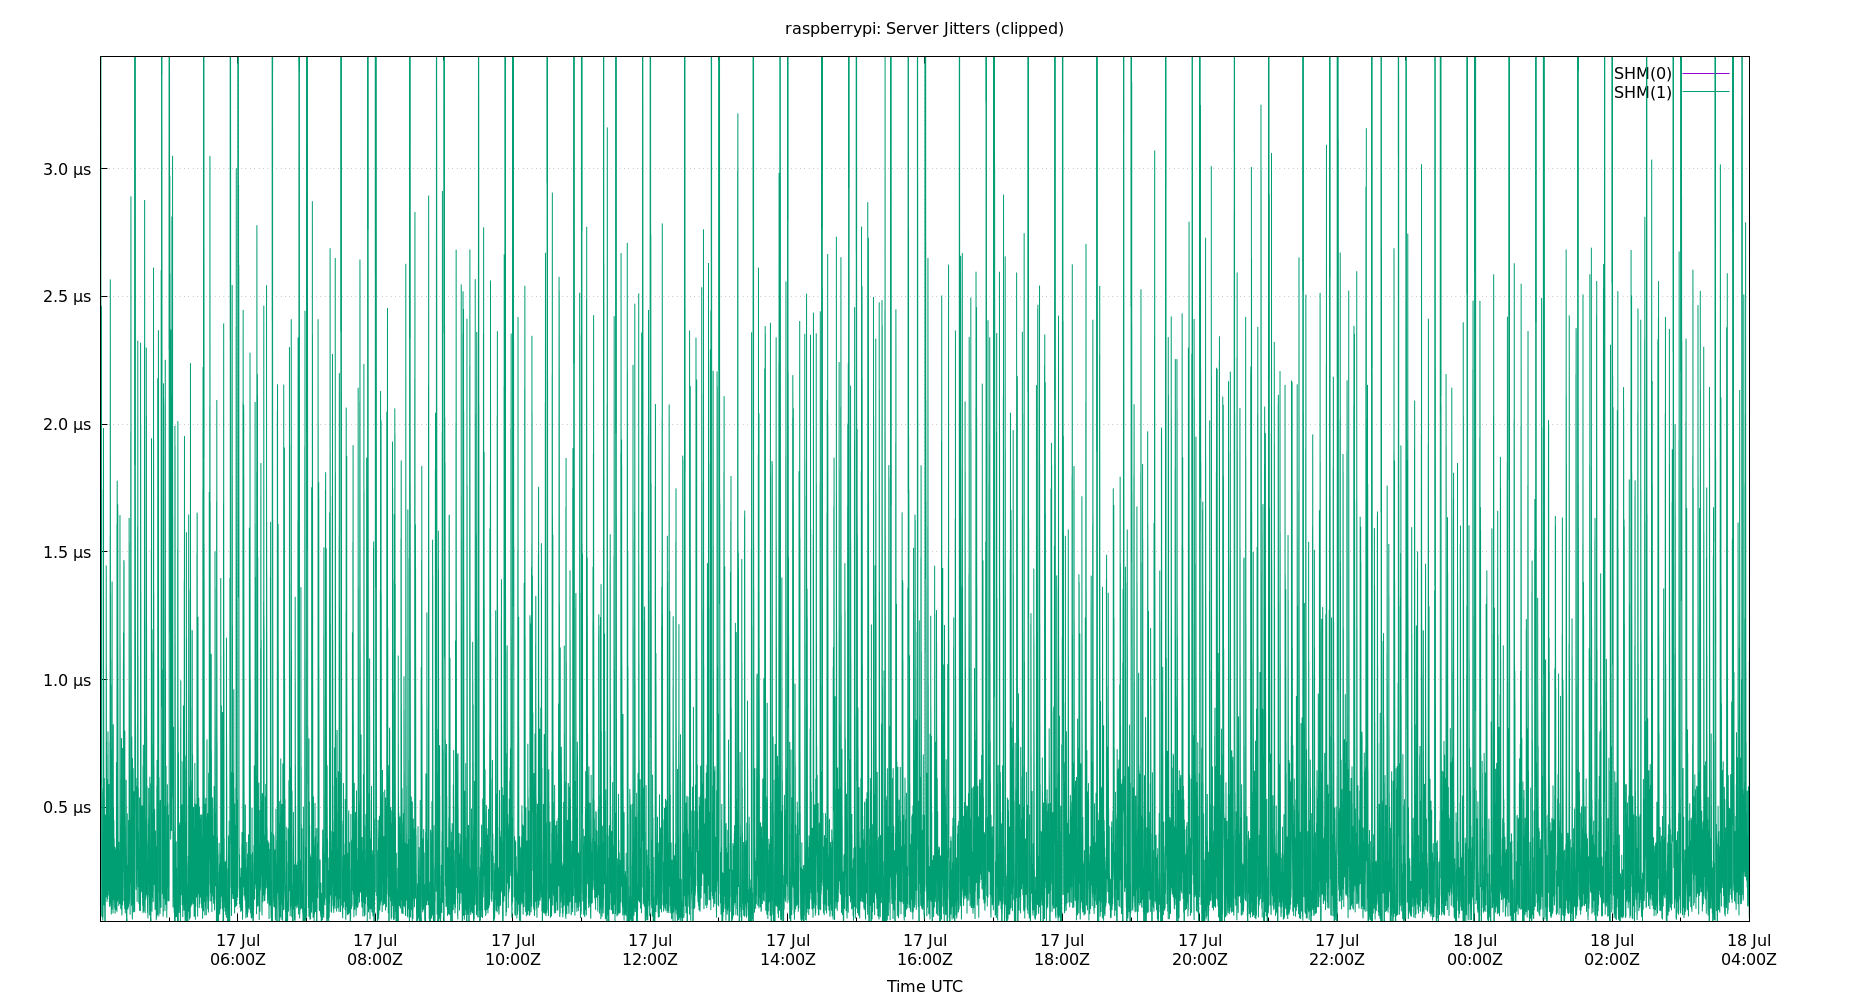 raspberrypi: Server Jitters (clipped)
SHM(0)
SHM(1)
3.0 µs
2.5 µs
2.0 µs
1.5 µs
1.0 µs
0.5 µs
17 Jul 17 Jul 17 Jul 17 Jul 17 Jul 17 Jul 17 Jul 17 Jul 17 Jul 18 Jul 18 Jul 18 Jul
06:00Z 08:00Z 10:00Z 12:00Z 14:00Z 16:00Z 18:00Z 20:00Z 22:00Z 00:00Z 02:00Z 04:00Z
Time UTC